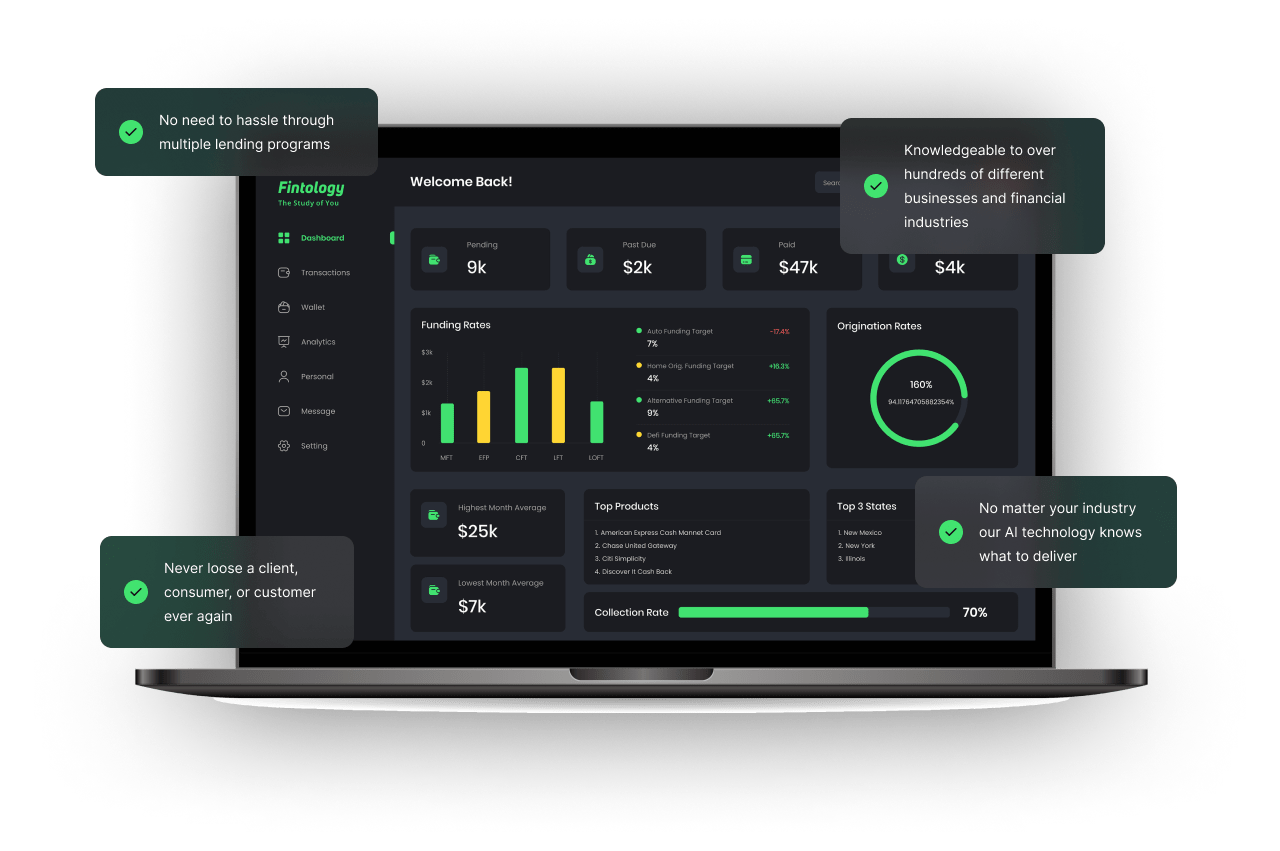 No need to hassle through
multiple lending programs
Knowledgeable to over
hundreds of different
businesses and financial
industries
Fintology
The Study of You
Welcome Back!
Dashboard
Transactions
Wallet
Analytics
Personal
Message
Setting
Pending
9k
Past Due
$2k
Paid
$47k
$4k
Funding Rates
$3k
$2k
$1k
0
MFT
EFP
CFT
LFT
LOFT
Auto Funding Target
-17.4%
7%
Home Orig. Funding Target
+16.3%
4%
Alternative Funding Target
+65.7%
9%
Defi Funding Target
+65.7%
4%
Origination Rates
160%
94.11764705882354%
Highest Month Average
$25k
Lowest Month Average
$7k
Top Products
1. American Express Cash Mannet Card
2. Chase United Gateway
3. Citi Simplicity
4. Discover It Cash Back
Top 3 States
1. New Mexico
2. New York
3. Illinois
Collection Rate
70%
No matter your industry
our AI technology knows
what to deliver
Never loose a client,
consumer, or customer
ever again